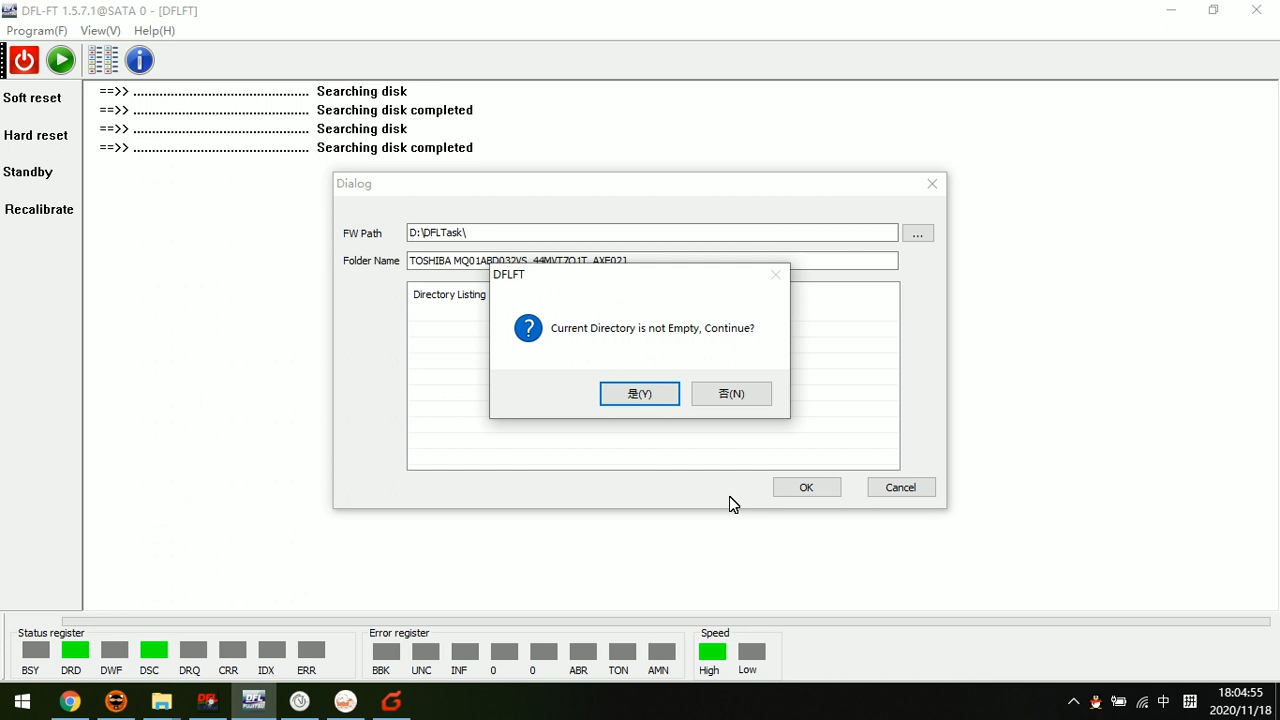 DFL-FT 1.5.7.1@SATA 0 - [DFLFT]
Program(F) View(V) Help(H)
Soft reset
Hard reset
Standby
Recalibrate
==>> ............................................... Searching disk
==>> ............................................... Searching disk completed
==>> ............................................... Searching disk
==>> ............................................... Searching disk completed
Dialog
FW Path D:\DFLTask\ ...
Folder Name TOSHIBA MQ01ABD032VS
Directory Listing
DFLFT
? Current Directory is not Empty, Continue?
是(Y) 否(N)
OK Cancel
Status register Error register Speed
BSY DRD DWF DSC DRQ CRR IDX ERR BBK UNC INF 0 0 ABR TON AMN High Low
中 拼
18:04:55
2020/11/18